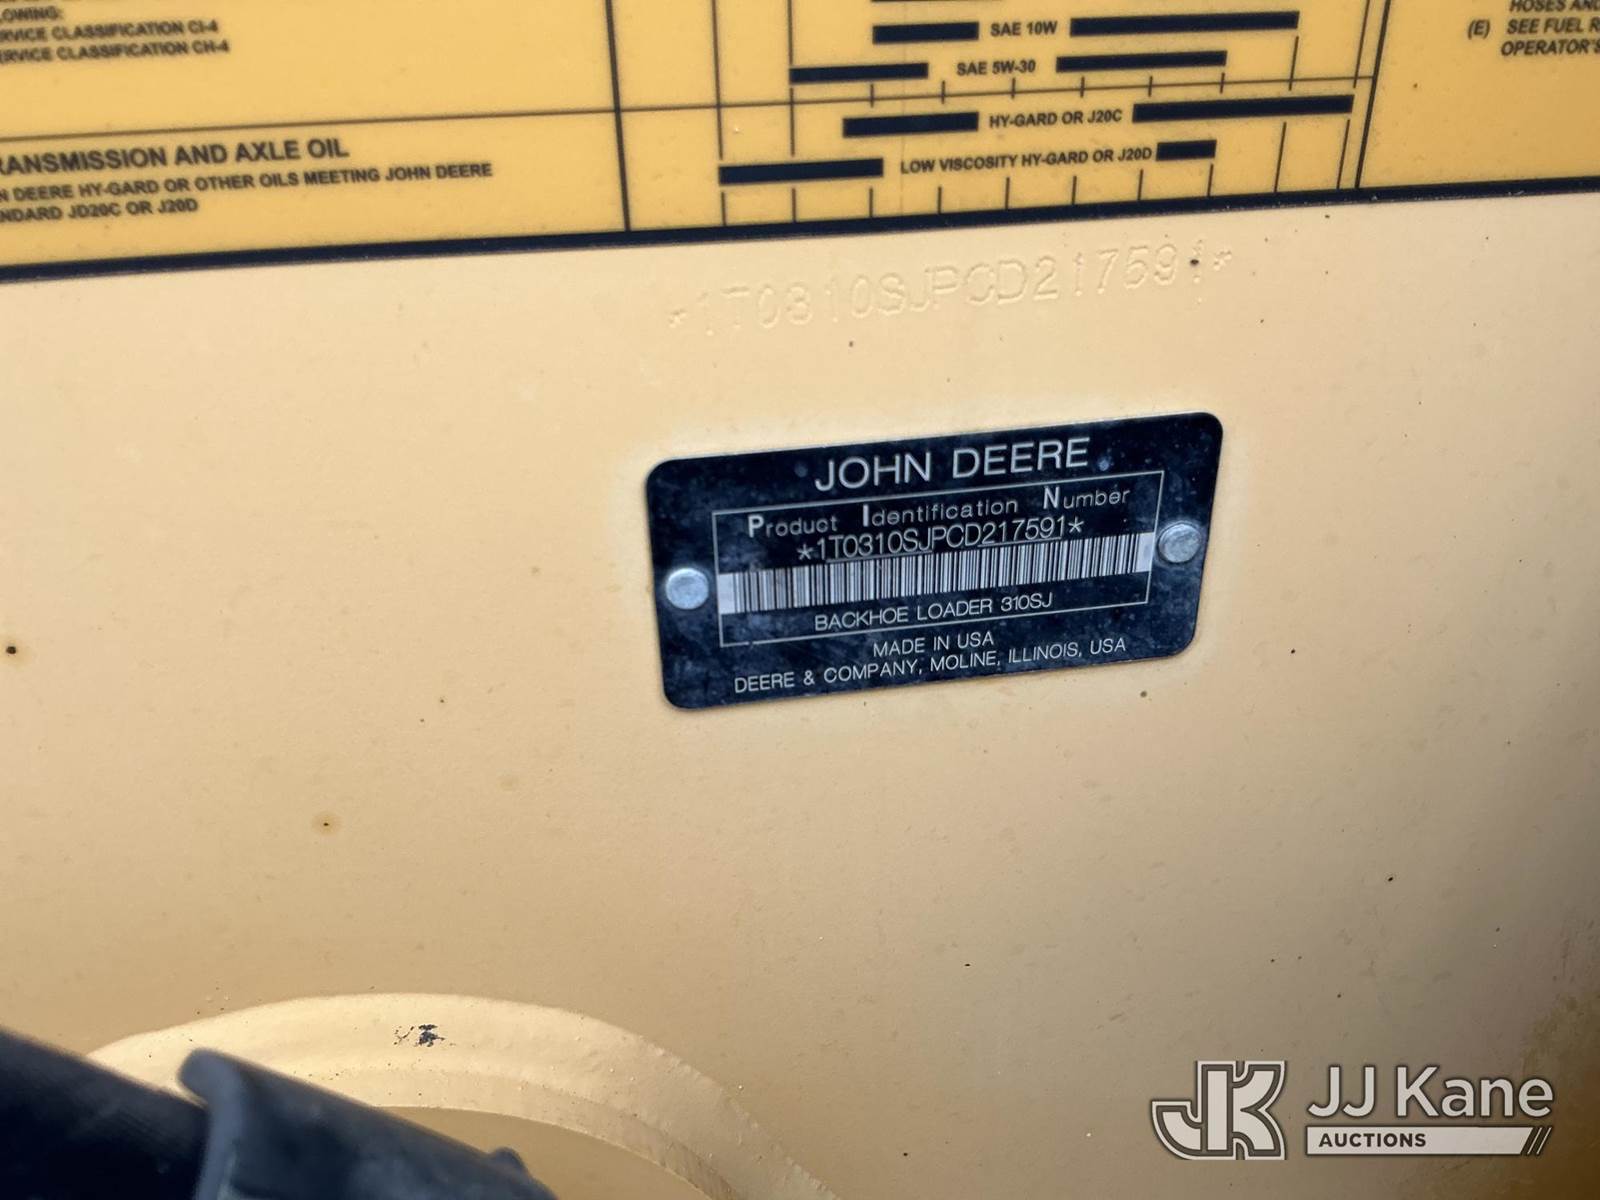 LOWING:
SERVICE CLASSIFICATION CI-4
SERVICE CLASSIFICATION CH-4
SAE 10W
SAE 5W-30
HY-GARD OR J20C
LOW VISCOSITY HY-GARD OR J20D
HOSES AND
(E) SEE FUEL R
OPERATOR'S
RANSMISSION AND AXLE OIL
N DEERE HY-GARD OR OTHER OILS MEETING JOHN DEERE
NDARD JD20C OR J20D
*1T0310SJPCD217591*
JOHN DEERE
Product Identification Number
*1T0310SJPCD217591*
BACKHOE LOADER 310SJ
MADE IN USA
DEERE & COMPANY, MOLINE, ILLINOIS, USA
JK JJ Kane
AUCTIONS